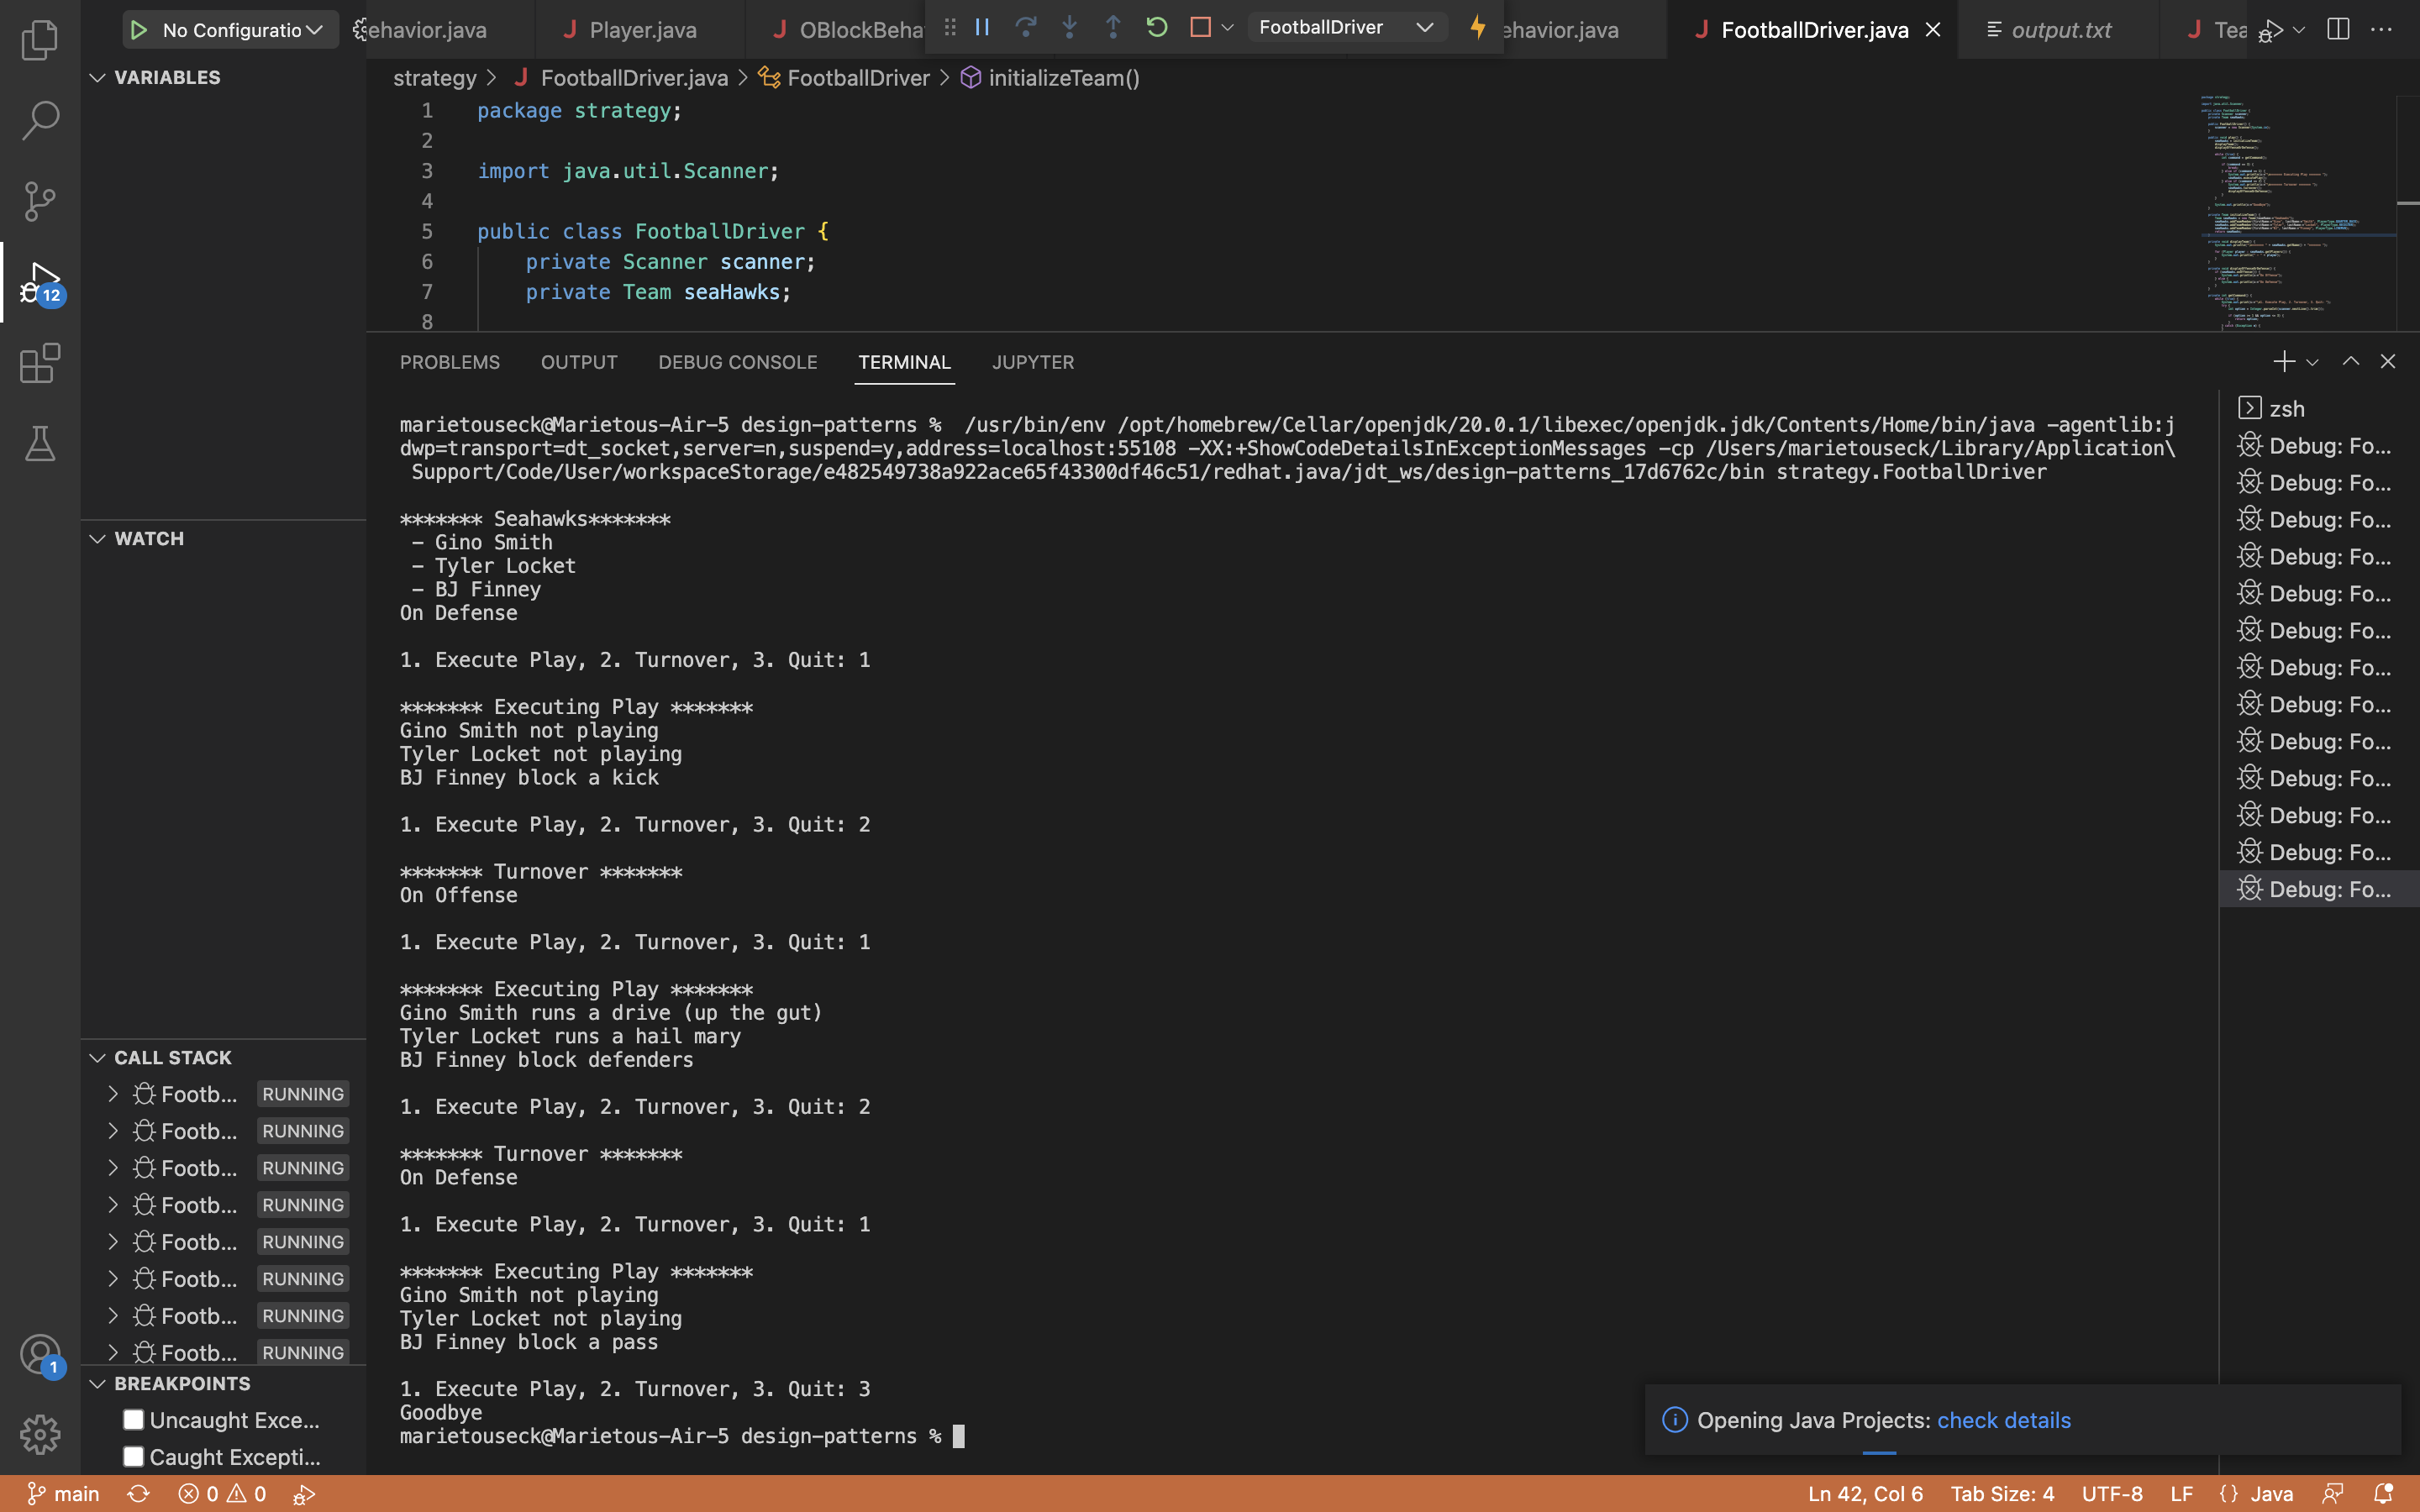 No Configuratio
ehavior.java
Player.java
OBlockBeha
FootballDriver
ehavior.java
FootballDriver.java
output.txt
Tea
VARIABLES
strategy > FootballDriver.java > FootballDriver > initializeTeam()
1 package strategy;
2
3 import java.util.Scanner;
4
5 public class FootballDriver {
6 private Scanner scanner;
7 private Team seaHawks;
8
12
PROBLEMS OUTPUT DEBUG CONSOLE TERMINAL JUPYTER
marietouseck@Marietous-Air-5 design-patterns % /usr/bin/env /opt/homebrew/Cellar/openjdk/20.0.1/libexec/openjdk.jdk/Contents/Home/bin/java -agentlib:j
dwp=transport=dt_socket,server=n,suspend=y,address=localhost:55108 -XX:+ShowCodeDetailsInExceptionMessages -cp /Users/marietouseck/Library/Application\
Support/Code/User/workspaceStorage/e482549738a922ace65f43300df46c51/redhat.java/jdt_ws/design-patterns_17d6762c/bin strategy.FootballDriver
******* Seahawks*******
- Gino Smith
- Tyler Locket
- BJ Finney
On Defense
1. Execute Play, 2. Turnover, 3. Quit: 1
******* Executing Play *******
Gino Smith not playing
Tyler Locket not playing
BJ Finney block a kick
1. Execute Play, 2. Turnover, 3. Quit: 2
******* Turnover *******
On Offense
1. Execute Play, 2. Turnover, 3. Quit: 1
******* Executing Play *******
Gino Smith runs a drive (up the gut)
Tyler Locket runs a hail mary
BJ Finney block defenders
1. Execute Play, 2. Turnover, 3. Quit: 2
******* Turnover *******
On Defense
1. Execute Play, 2. Turnover, 3. Quit: 1
******* Executing Play *******
Gino Smith not playing
Tyler Locket not playing
BJ Finney block a pass
1. Execute Play, 2. Turnover, 3. Quit: 3
Goodbye
marietouseck@Marietous-Air-5 design-patterns %
zsh
Debug: Fo...
Debug: Fo...
Debug: Fo...
Debug: Fo...
Debug: Fo...
Debug: Fo...
Debug: Fo...
Debug: Fo...
Debug: Fo...
Debug: Fo...
Debug: Fo...
Debug: Fo...
Debug: Fo...
WATCH
CALL STACK
Footb... RUNNING
Footb... RUNNING
Footb... RUNNING
Footb... RUNNING
Footb... RUNNING
Footb... RUNNING
Footb... RUNNING
Footb... RUNNING
1
BREAKPOINTS
Uncaught Exce...
Caught Excepti...
Opening Java Projects: check details
main 0 0 Ln 42, Col 6 Tab Size: 4 UTF-8 LF {} Java